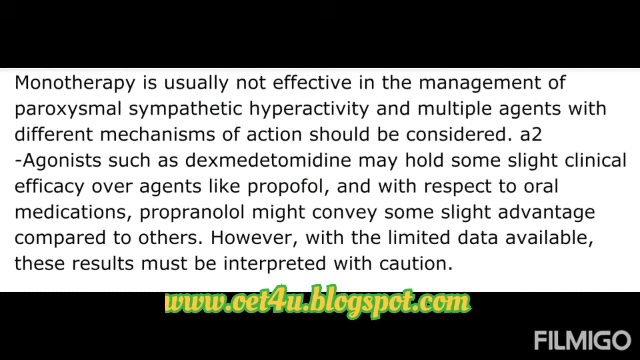 Monotherapy is usually not effective in the management of
paroxysmal sympathetic hyperactivity and multiple agents with
different mechanisms of action should be considered. a2
-Agonists such as dexmedetomidine may hold some slight clinical
efficacy over agents like propofol, and with respect to oral
medications, propranolol might convey some slight advantage
compared to others. However, with the limited data available,
these results must be interpreted with caution.
www.oet4u.blogspot.com
FILMIGO